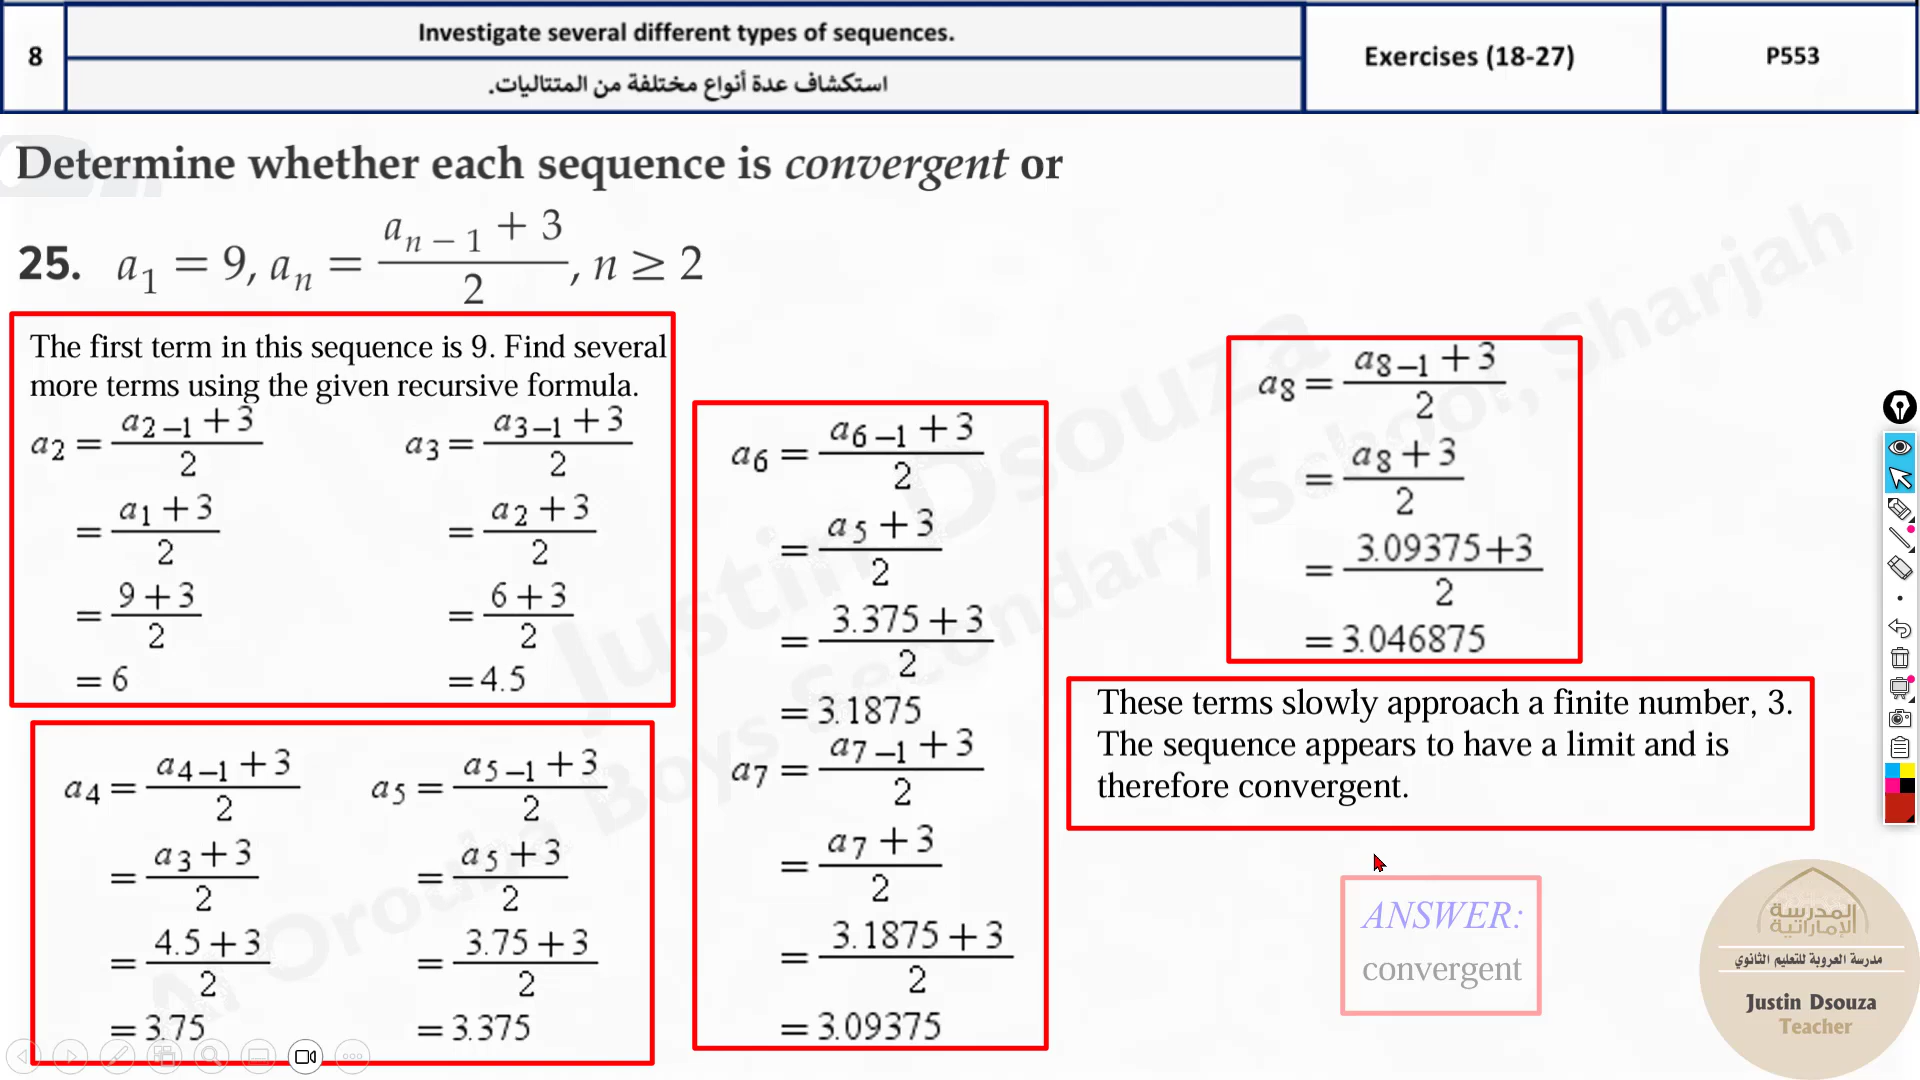 8
Investigate several different types of sequences.
استكشاف عدة أنواع مختلفة من المتتاليات.
Exercises (18-27)
P553
Determine whether each sequence is convergent or
25. a₁ = 9, aₙ = (aₙ₋₁ + 3)/2, n ≥ 2
The first term in this sequence is 9. Find several
more terms using the given recursive formula.
a₂ = (a₂₋₁ + 3)/2
= (a₁ + 3)/2
= (9 + 3)/2
= 6
a₃ = (a₃₋₁ + 3)/2
= (a₂ + 3)/2
= (6 + 3)/2
= 4.5
a₄ = (a₄₋₁ + 3)/2
= (a₃ + 3)/2
= (4.5 + 3)/2
= 3.75
a₅ = (a₅₋₁ + 3)/2
= (a₅ + 3)/2
= (3.75 + 3)/2
= 3.375
a₆ = (a₆₋₁ + 3)/2
= (a₅ + 3)/2
= (3.375 + 3)/2
= 3.1875
a₇ = (a₇₋₁ + 3)/2
= (a₇ + 3)/2
= (3.1875 + 3)/2
= 3.09375
a₈ = (a₈₋₁ + 3)/2
= (a₈ + 3)/2
= (3.09375+3)/2
= 3.046875
These terms slowly approach a finite number, 3.
The sequence appears to have a limit and is
therefore convergent.
ANSWER:
convergent
Justin Dsouza
Al Orouba Boys Secondary School, Sharjah
المدرسة
الإماراتية
مدرسة العروبة للتعليم الثانوي
Justin Dsouza
Teacher